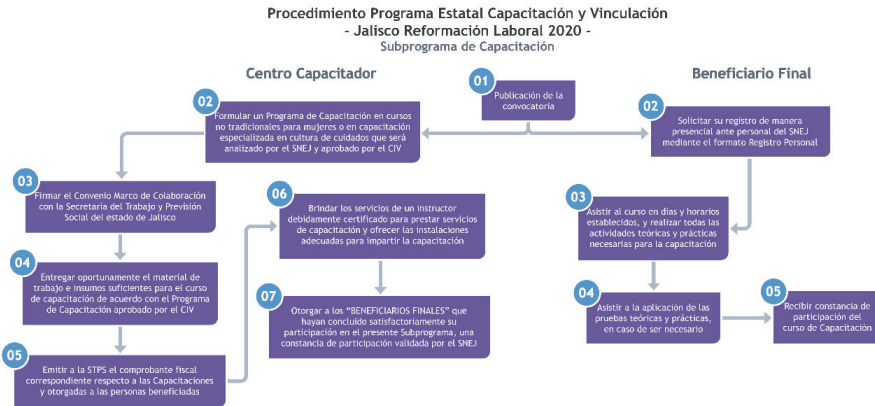 Procedimiento Programa Estatal Capacitación y Vinculación
- Jalisco Reformación Laboral 2020 -
Subprograma de Capacitación
Centro Capacitador
Beneficiario Final
01
Publicación de la
convocatoria
02
Formular un Programa de Capacitación en cursos
no tradicionales para mujeres o en capacitación
especializada en cultura de cuidados que será
analizado por el SNEJ y aprobado por el CIV
03
Firmar el Convenio Marco de Colaboración
con la Secretaria del Trabajo y Previsión
Social del estado de Jalisco
04
Entregar oportunamente el material de
trabajo e insumos suficientes para el curso
de capacitación de acuerdo con el Programa
de Capacitación aprobado por el CIV
05
Emitir a la STPS el comprobante fiscal
correspondiente respecto a las Capacitaciones
y otorgadas a las personas beneficiadas
06
Brindar los servicios de un instructor
debidamente certificado para prestar servicios
de capacitación y ofrecer las instalaciones
adecuadas para impartir la capacitación
07
Otorgar a los “BENEFICIARIOS FINALES” que
hayan concluido satisfactoriamente su
participación en el presente Subprograma, una
constancia de participación validada por el SNEJ
02
Solicitar su registro de manera
presencial ante personal del SNEJ
mediante el formato Registro Personal
03
Asistir al curso en días y horarios
establecidos, y realizar todas las
actividades teóricas y prácticas
necesarias para la capacitación
04
Asistir a la aplicación de las
pruebas teóricas y prácticas,
en caso de ser necesario
05
Recibir constancia de
participación del
curso de Capacitación